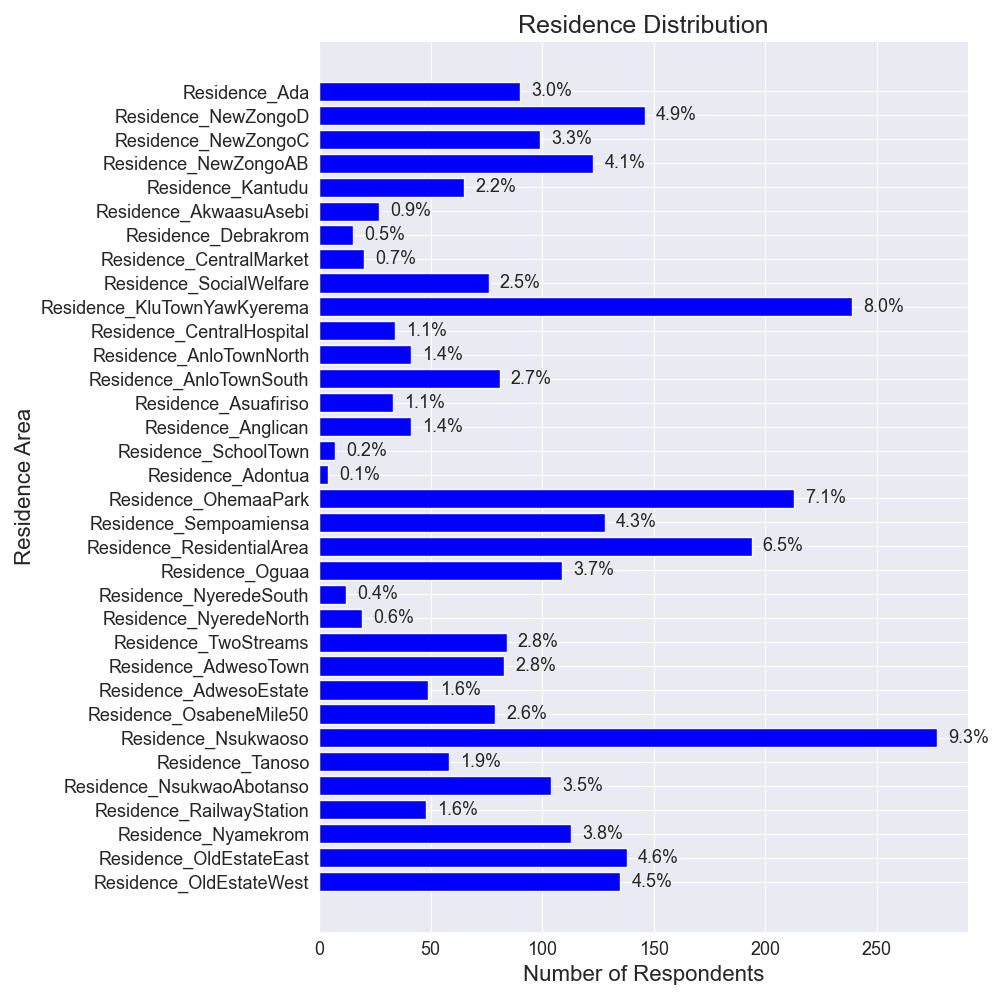 Residence Distribution
Residence_Ada 3.0%
Residence_NewZongoD 4.9%
Residence_NewZongoC 3.3%
Residence_NewZongoAB 4.1%
Residence_Kantudu 2.2%
Residence_AkwaasuAsebi 0.9%
Residence_Debrakrom 0.5%
Residence_CentralMarket 0.7%
Residence_SocialWelfare 2.5%
Residence_KluTownYawKyerema 8.0%
Residence_CentralHospital 1.1%
Residence_AnloTownNorth 1.4%
Residence_AnloTownSouth 2.7%
Residence_Asuafiriso 1.1%
Residence_Anglican 1.4%
Residence_SchoolTown 0.2%
Residence_Adontua 0.1%
Residence_OhemaaPark 7.1%
Residence_Sempoamiensa 4.3%
Residence_ResidentialArea 6.5%
Residence_Oguaa 3.7%
Residence_NyeredeSouth 0.4%
Residence_NyeredeNorth 0.6%
Residence_TwoStreams 2.8%
Residence_AdwesoTown 2.8%
Residence_AdwesoEstate 1.6%
Residence_OsabeneMile50 2.6%
Residence_Nsukwaoso 9.3%
Residence_Tanoso 1.9%
Residence_NsukwaoAbotanso 3.5%
Residence_RailwayStation 1.6%
Residence_Nyamekrom 3.8%
Residence_OldEstateEast 4.6%
Residence_OldEstateWest 4.5%
0 50 100 150 200 250
Number of Respondents
Residence Area